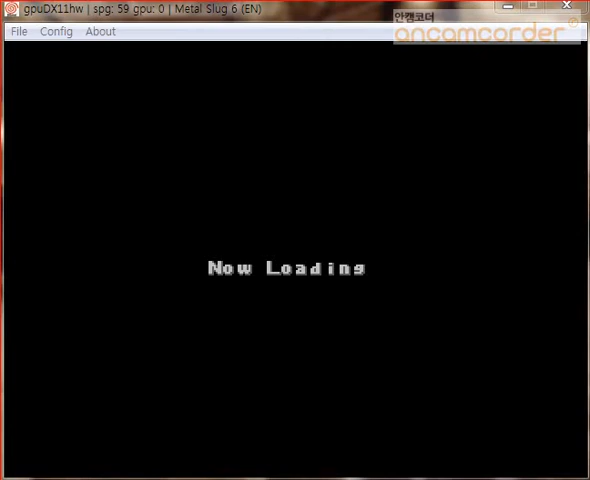 gpuDX11hw | spg: 59 gpu: 0 | Metal Slug 6 (EN)
안캠코더
ancamcorder®
File Config About
Now Loading